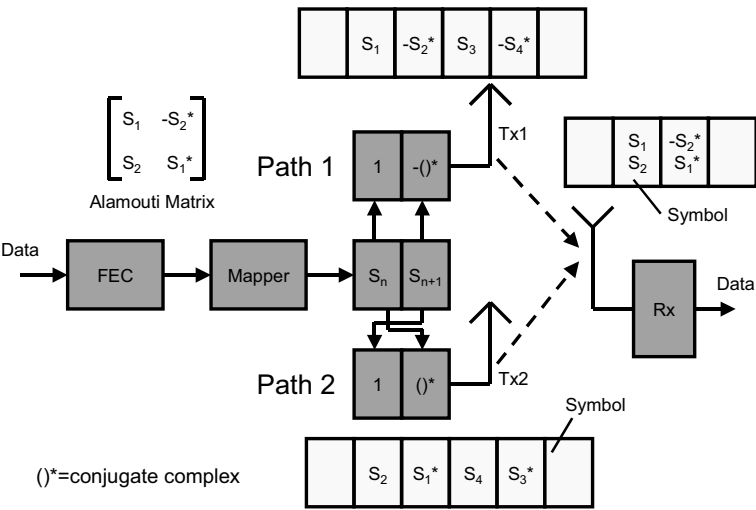 S1 -S2* S3 -S4*
Tx1
S1 -S2*
S2 S1*
Alamouti Matrix
Path 1
1 -()*
S1 -S2*
S2 S1*
Symbol
Data
FEC
Mapper
Sn Sn+1
Rx
Data
Path 2
1 ()*
Tx2
Symbol
()*=conjugate complex
S2 S1* S4 S3*